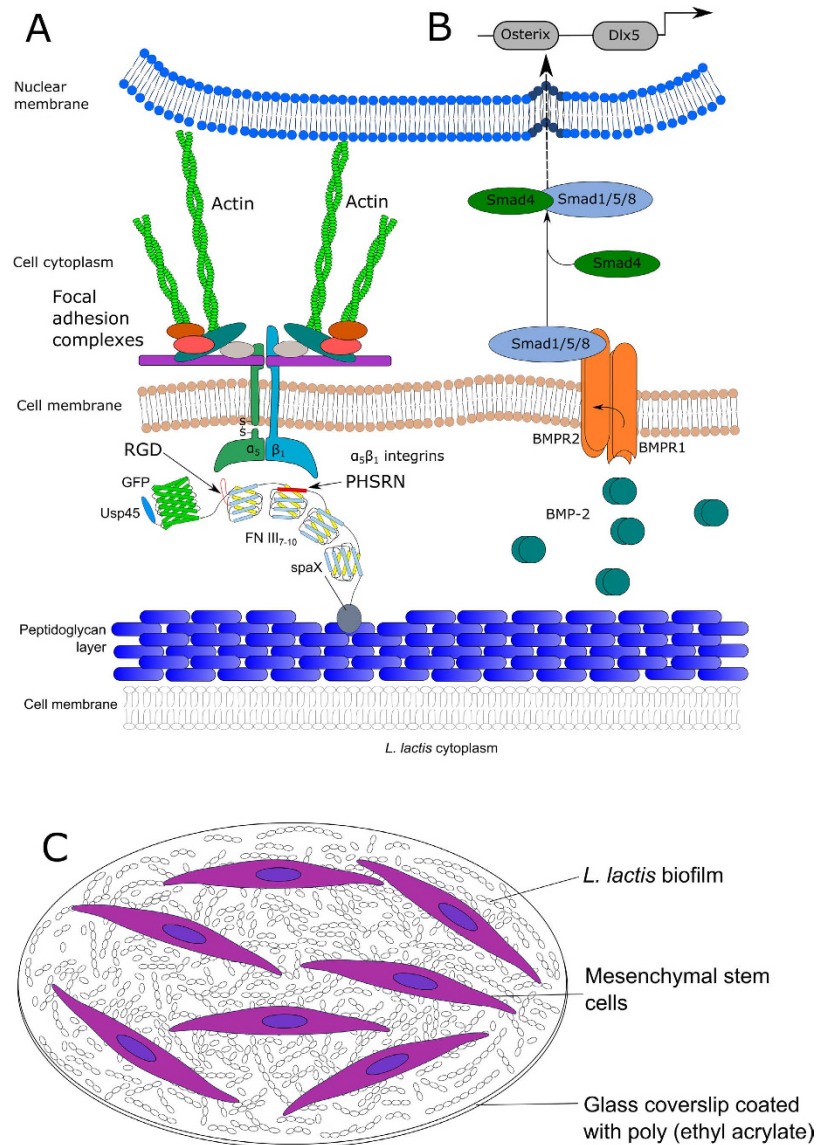 A
B
Osterix
Dlx5
Nuclear
membrane
Actin
Actin
Smad4
Smad1/5/8
Cell cytoplasm
Smad4
Focal
adhesion
complexes
Smad1/5/8
Cell membrane
S
S
BMPR2
BMPR1
α5
β1
α5β1 integrins
RGD
PHSRN
GFP
Usp45
FN III7-10
BMP-2
spaX
Peptidoglycan
layer
Cell membrane
L. lactis cytoplasm
C
L. lactis biofilm
Mesenchymal stem
cells
Glass coverslip coated
with poly (ethyl acrylate)